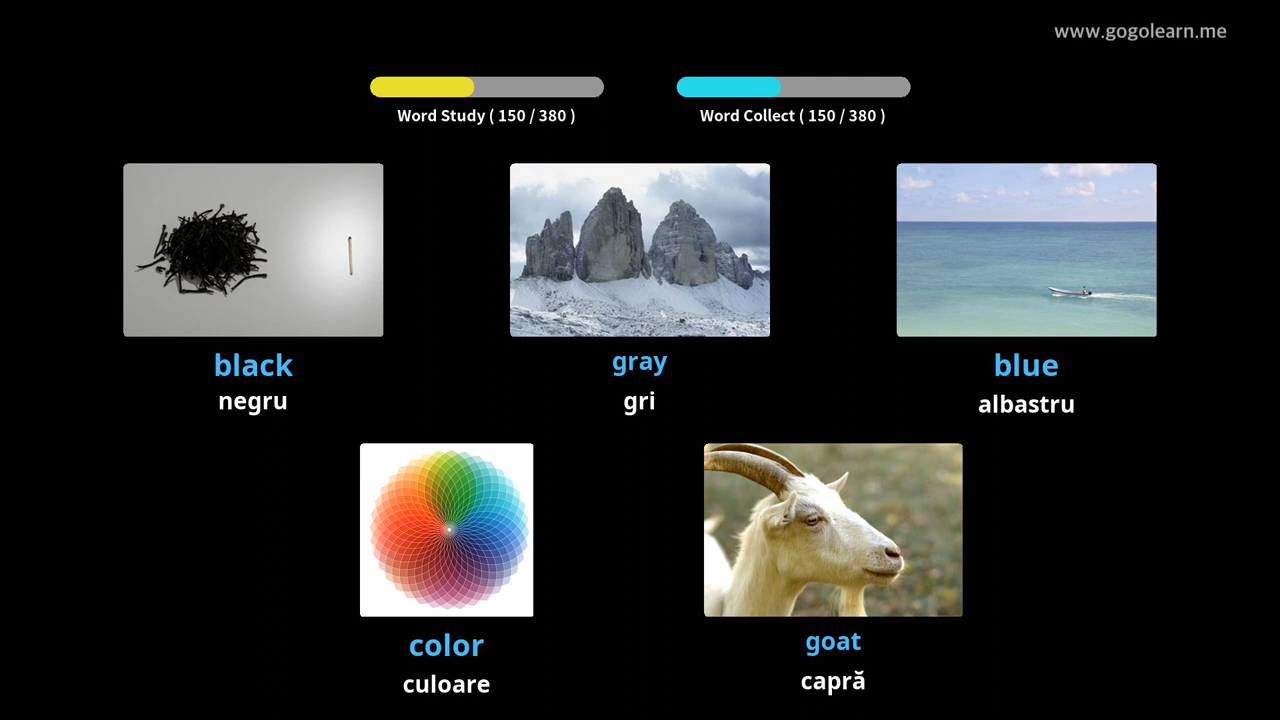 www.gogolearn.me
Word Study ( 150 / 380 )
Word Collect ( 150 / 380 )
black
negru
gray
gri
blue
albastru
color
culoare
goat
capră